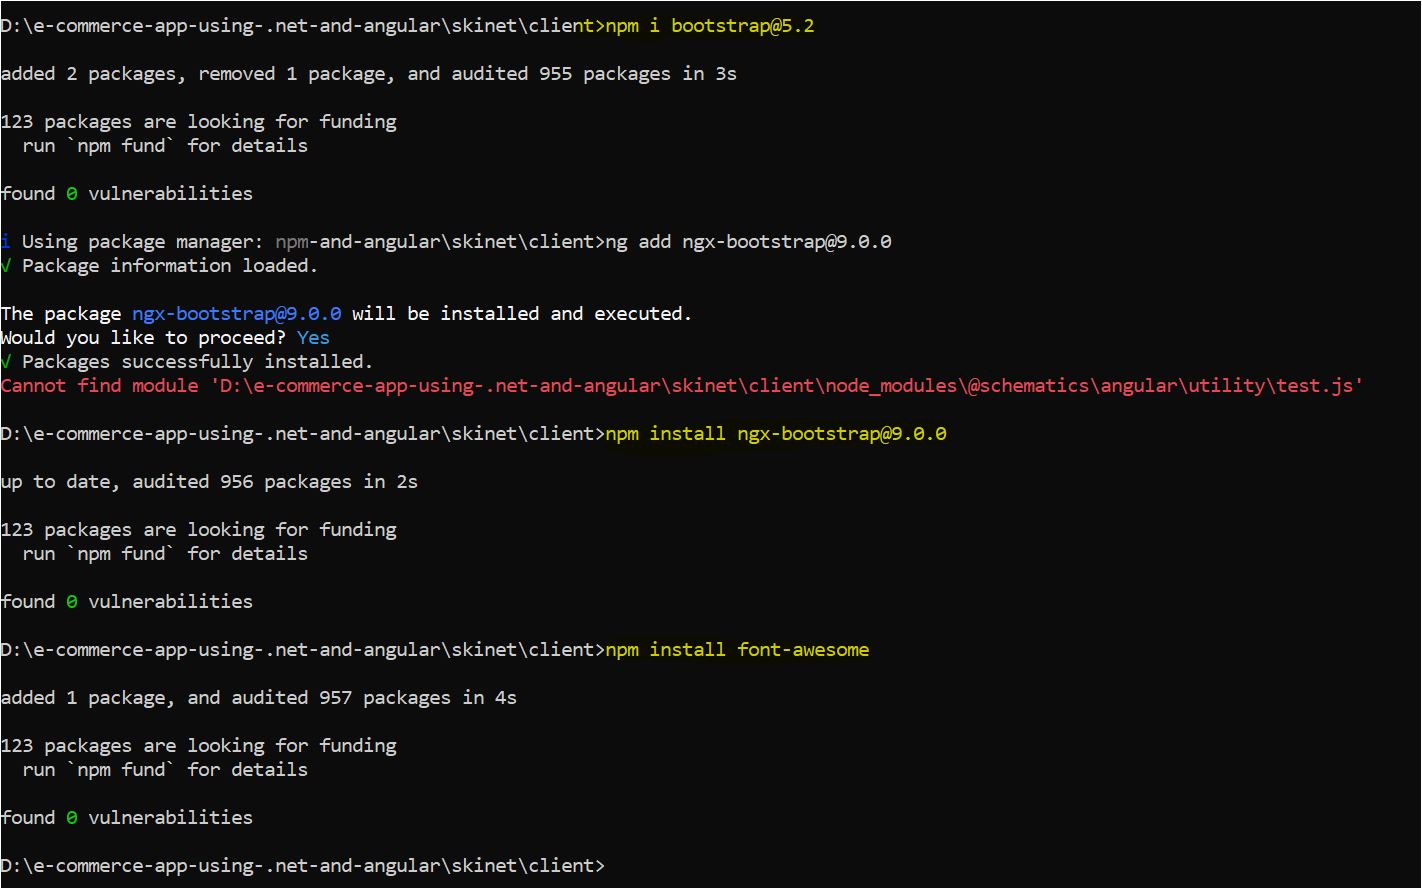 D:\e-commerce-app-using-.net-and-angular\skinet\client>npm i bootstrap@5.2
added 2 packages, removed 1 package, and audited 955 packages in 3s
123 packages are looking for funding
  run `npm fund` for details
found 0 vulnerabilities
i Using package manager: npm-and-angular\skinet\client>ng add ngx-bootstrap@9.0.0
√ Package information loaded.
The package ngx-bootstrap@9.0.0 will be installed and executed.
Would you like to proceed? Yes
√ Packages successfully installed.
Cannot find module 'D:\e-commerce-app-using-.net-and-angular\skinet\client\node_modules\@schematics\angular\utility\test.js'
D:\e-commerce-app-using-.net-and-angular\skinet\client>npm install ngx-bootstrap@9.0.0
up to date, audited 956 packages in 2s
123 packages are looking for funding
  run `npm fund` for details
found 0 vulnerabilities
D:\e-commerce-app-using-.net-and-angular\skinet\client>npm install font-awesome
added 1 package, and audited 957 packages in 4s
123 packages are looking for funding
  run `npm fund` for details
found 0 vulnerabilities
D:\e-commerce-app-using-.net-and-angular\skinet\client>